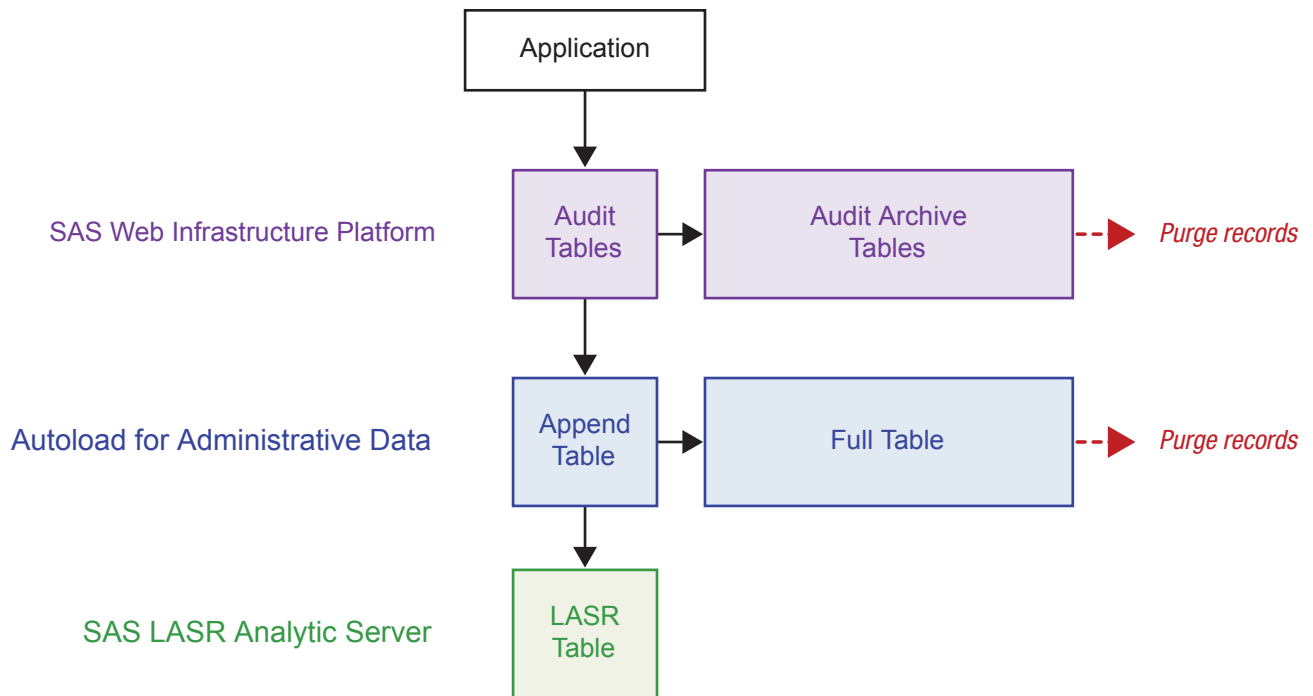 Application
SAS Web Infrastructure Platform
Audit
Tables
Audit Archive
Tables
Purge records
Autoload for Administrative Data
Append
Table
Full Table
Purge records
SAS LASR Analytic Server
LASR
Table